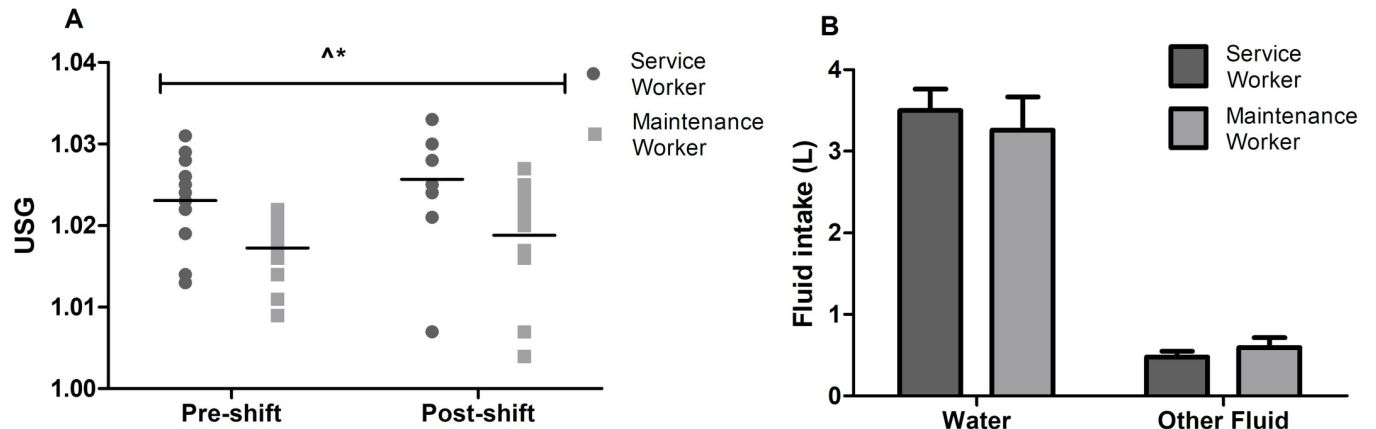 A
^*
USG
1.04
1.03
1.02
1.01
1.00
Pre-shift
Post-shift
Service
Worker
Maintenance
Worker
B
Fluid intake (L)
4
3
2
1
0
Water
Other Fluid
Service
Worker
Maintenance
Worker